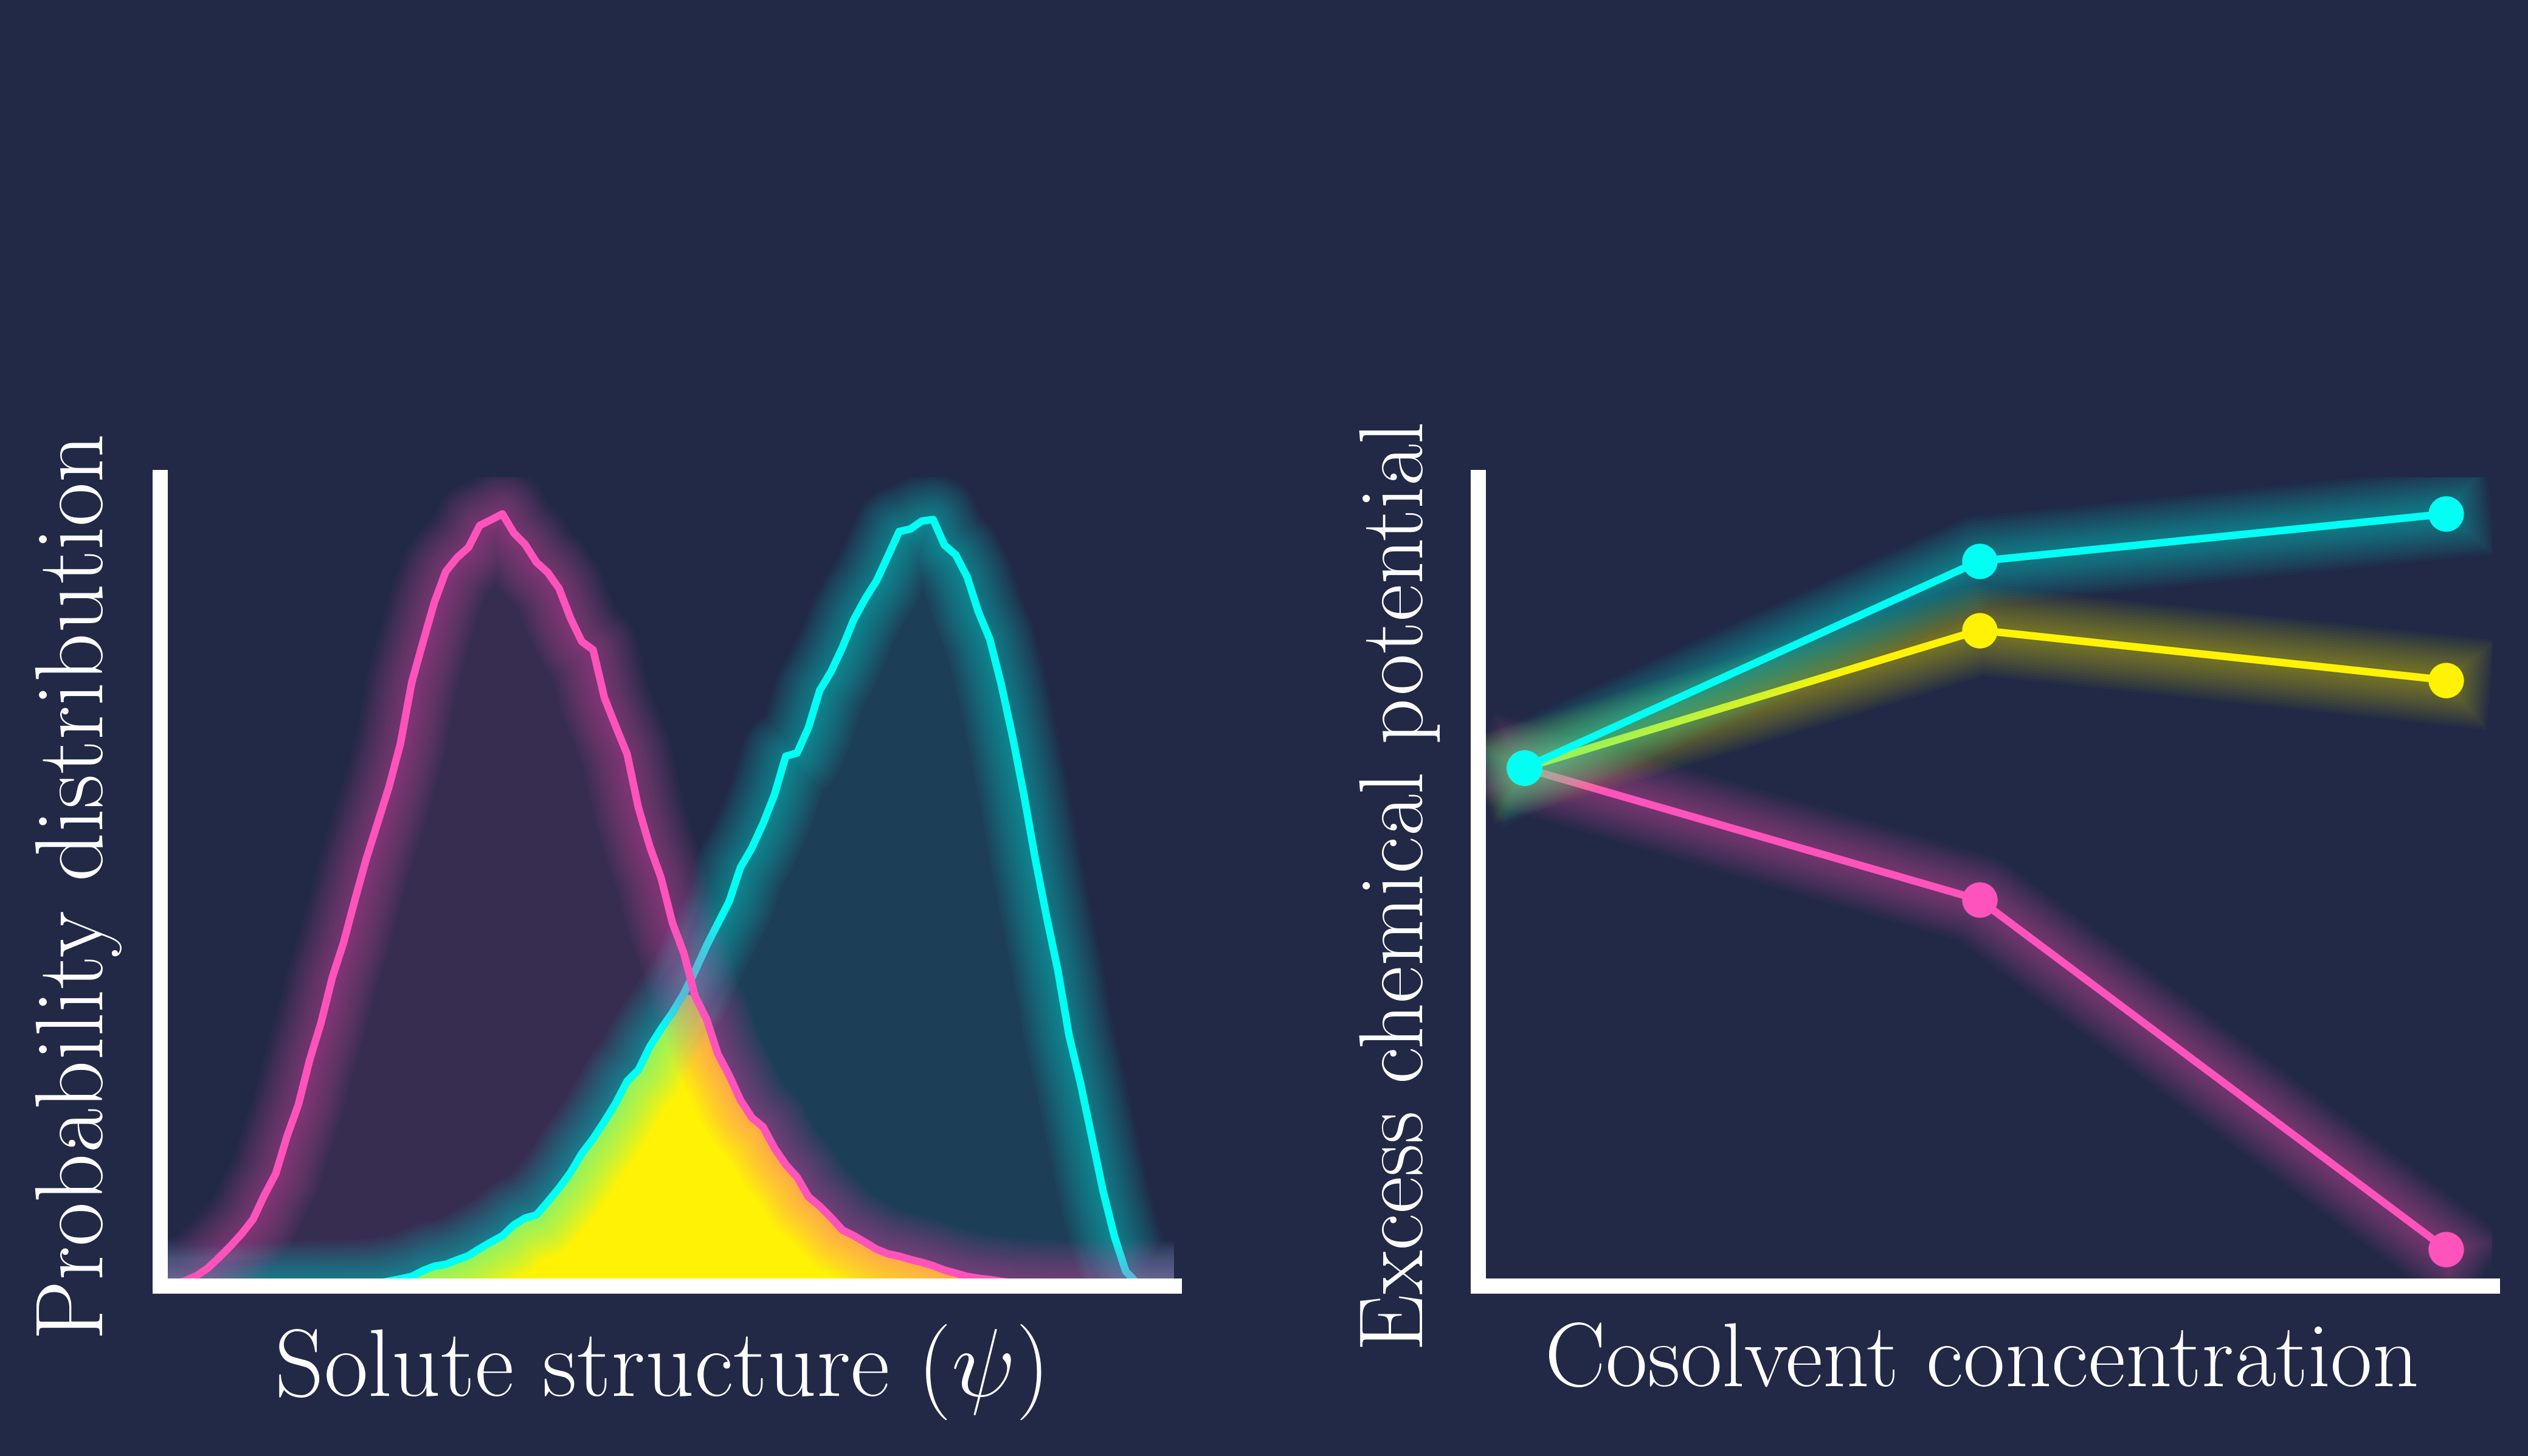 Probability distribution
Solute structure (ψ)
Excess chemical potential
Cosolvent concentration